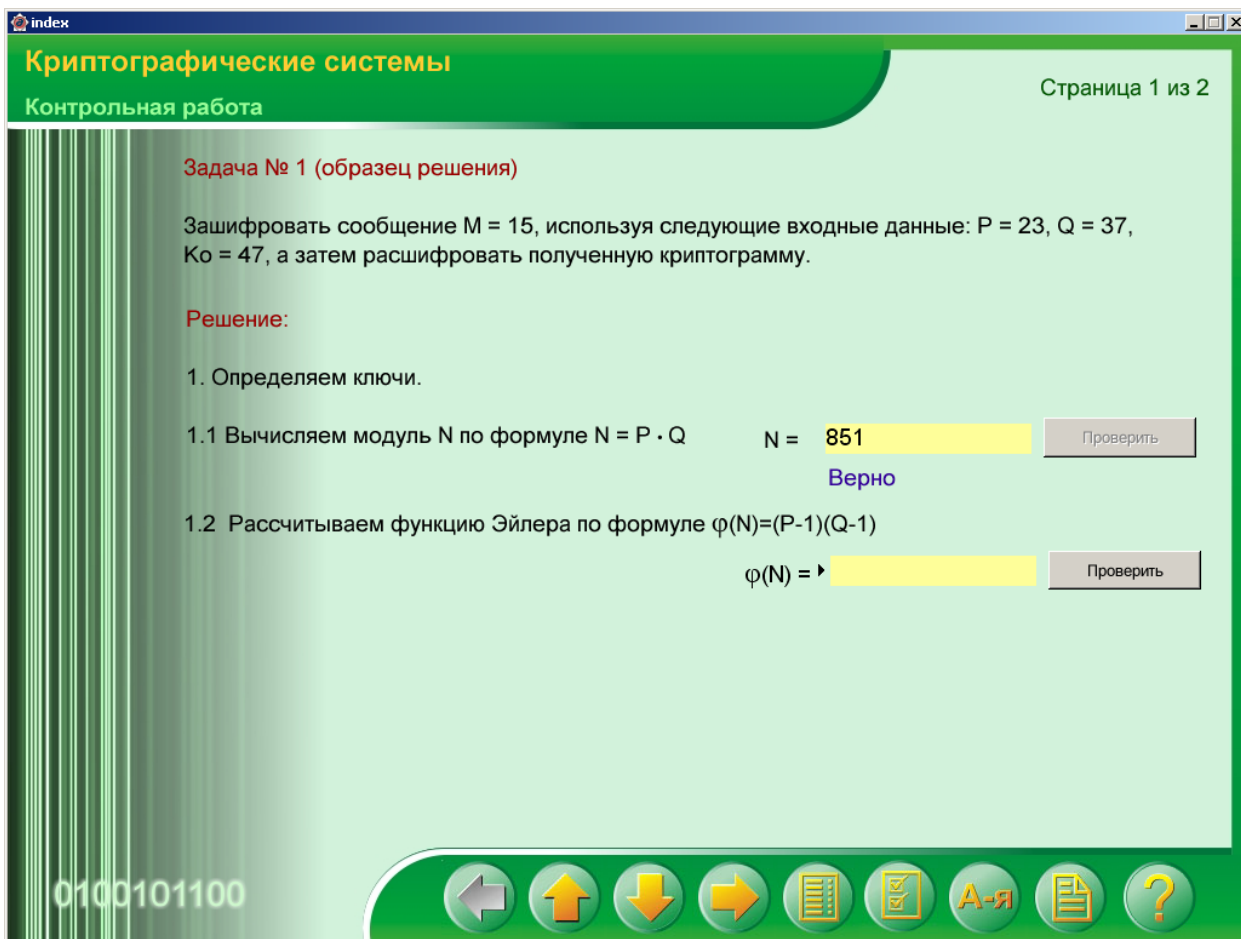 index
Криптографические системы
Контрольная работа
Страница 1 из 2
Задача № 1 (образец решения)
Зашифровать сообщение M = 15, используя следующие входные данные: P = 23, Q = 37,
Ko = 47, а затем расшифровать полученную криптограмму.
Решение:
1. Определяем ключи.
1.1 Вычисляем модуль N по формуле N = P · Q
N = 851 Проверить
Верно
1.2 Рассчитываем функцию Эйлера по формуле φ(N)=(P-1)(Q-1)
φ(N) = Проверить
0100101100
А-я
?